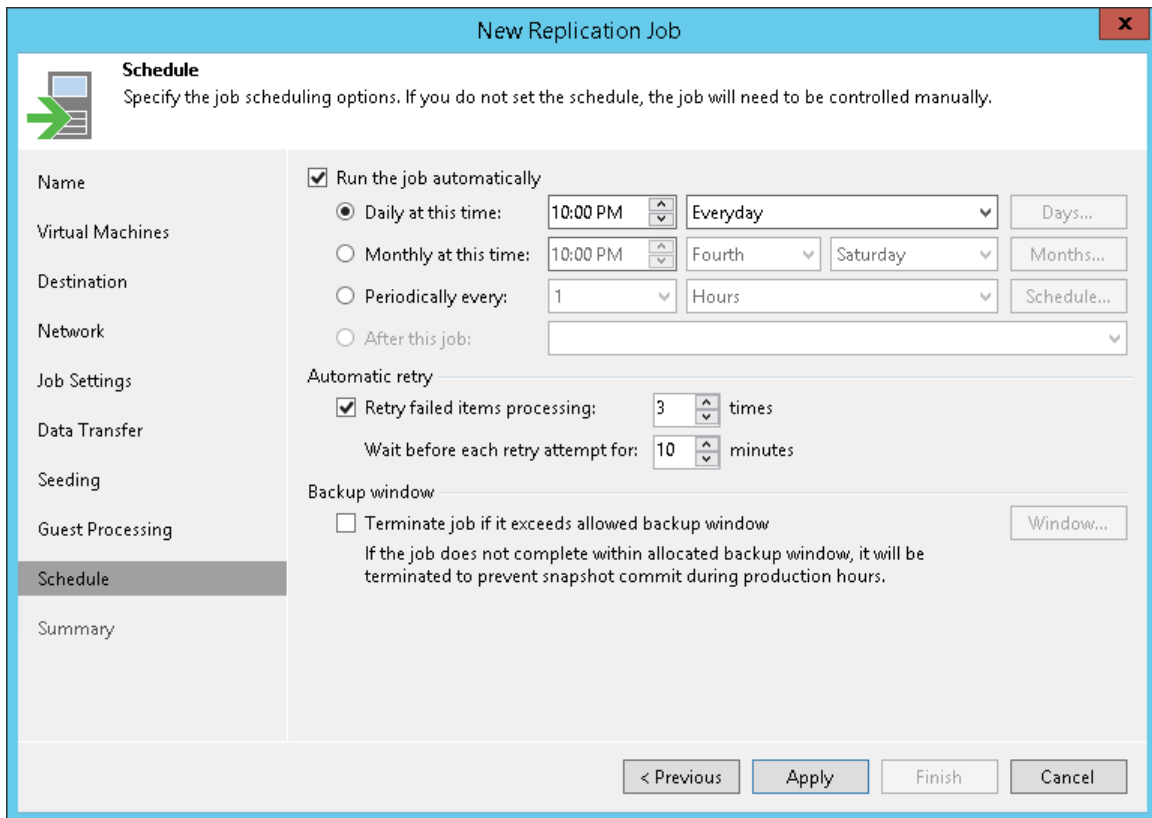 New Replication Job
x
Schedule
Specify the job scheduling options. If you do not set the schedule, the job will need to be controlled manually.
Name
Virtual Machines
Destination
Network
Job Settings
Data Transfer
Seeding
Guest Processing
Schedule
Summary
Run the job automatically
Daily at this time: 10:00 PM Everyday Days...
Monthly at this time: 10:00 PM Fourth Saturday Months...
Periodically every: 1 Hours Schedule...
After this job:
Automatic retry
Retry failed items processing: 3 times
Wait before each retry attempt for: 10 minutes
Backup window
Terminate job if it exceeds allowed backup window Window...
If the job does not complete within allocated backup window, it will be
terminated to prevent snapshot commit during production hours.
< Previous Apply Finish Cancel